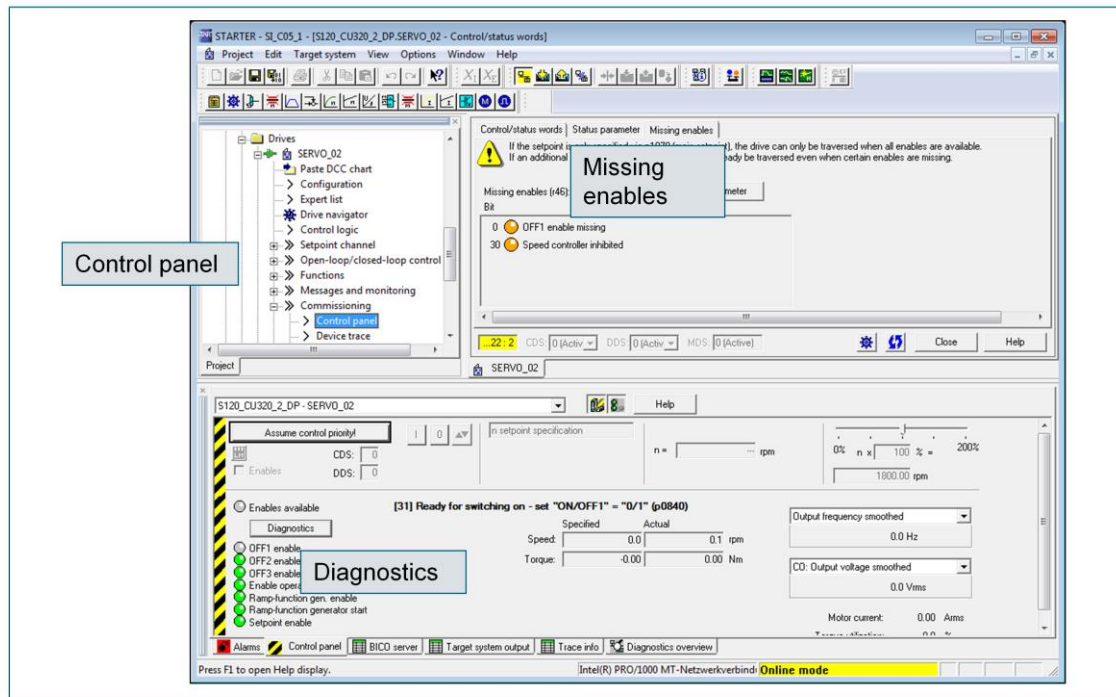 STARTER - SI_C05_1 - [S120_CU320_2_DP.SERVO_02 - Control/status words]
Project Edit Target system View Options Window Help
Drives
SERVO_02
Paste DCC chart
Configuration
Expert list
Drive navigator
Control logic
Setpoint channel
Open-loop/closed-loop control
Functions
Messages and monitoring
Commissioning
Control panel
Device trace
Project
Control panel
Control/status words Status parameter Missing enables
If the setpoint is the drive can only be traversed when all enables are available.
If an additional be traversed even when certain enables are missing.
Missing enables
Missing enables (r46):
Bit
0 OFF1 enable missing
30 Speed controller inhibited
...22 : 2 CDS: 0 (Activ DDS: 0 (Activ MDS: 0 (Active) Close Help
SERVO_02
S120_CU320_2_DP - SERVO_02 Help
Assume control priority! I 0 n setpoint specification
CDS: 0
Enables DDS: 0
n = --- rpm
0% n x 100 % = 200%
1800.00 rpm
Enables available
Diagnostics
OFF1 enable
OFF2 enable
OFF3 enable
Enable
Ramp-function gen. enable
Ramp-function generator start
Setpoint enable
Diagnostics
[31] Ready for switching on - set "ON/OFF1" = "0/1" (p0840)
Specified Actual
Speed: 0.0 0.1 rpm
Torque: -0.00 0.00 Nm
Output frequency smoothed
0.0 Hz
CO: Output voltage smoothed
0.0 Vrms
Motor current: 0.00 Arms
Alarms Control panel BICO server Target system output Trace info Diagnostics overview
Press F1 to open Help display. Intel(R) PRO/1000 MT-Netzwerkverbind Online mode